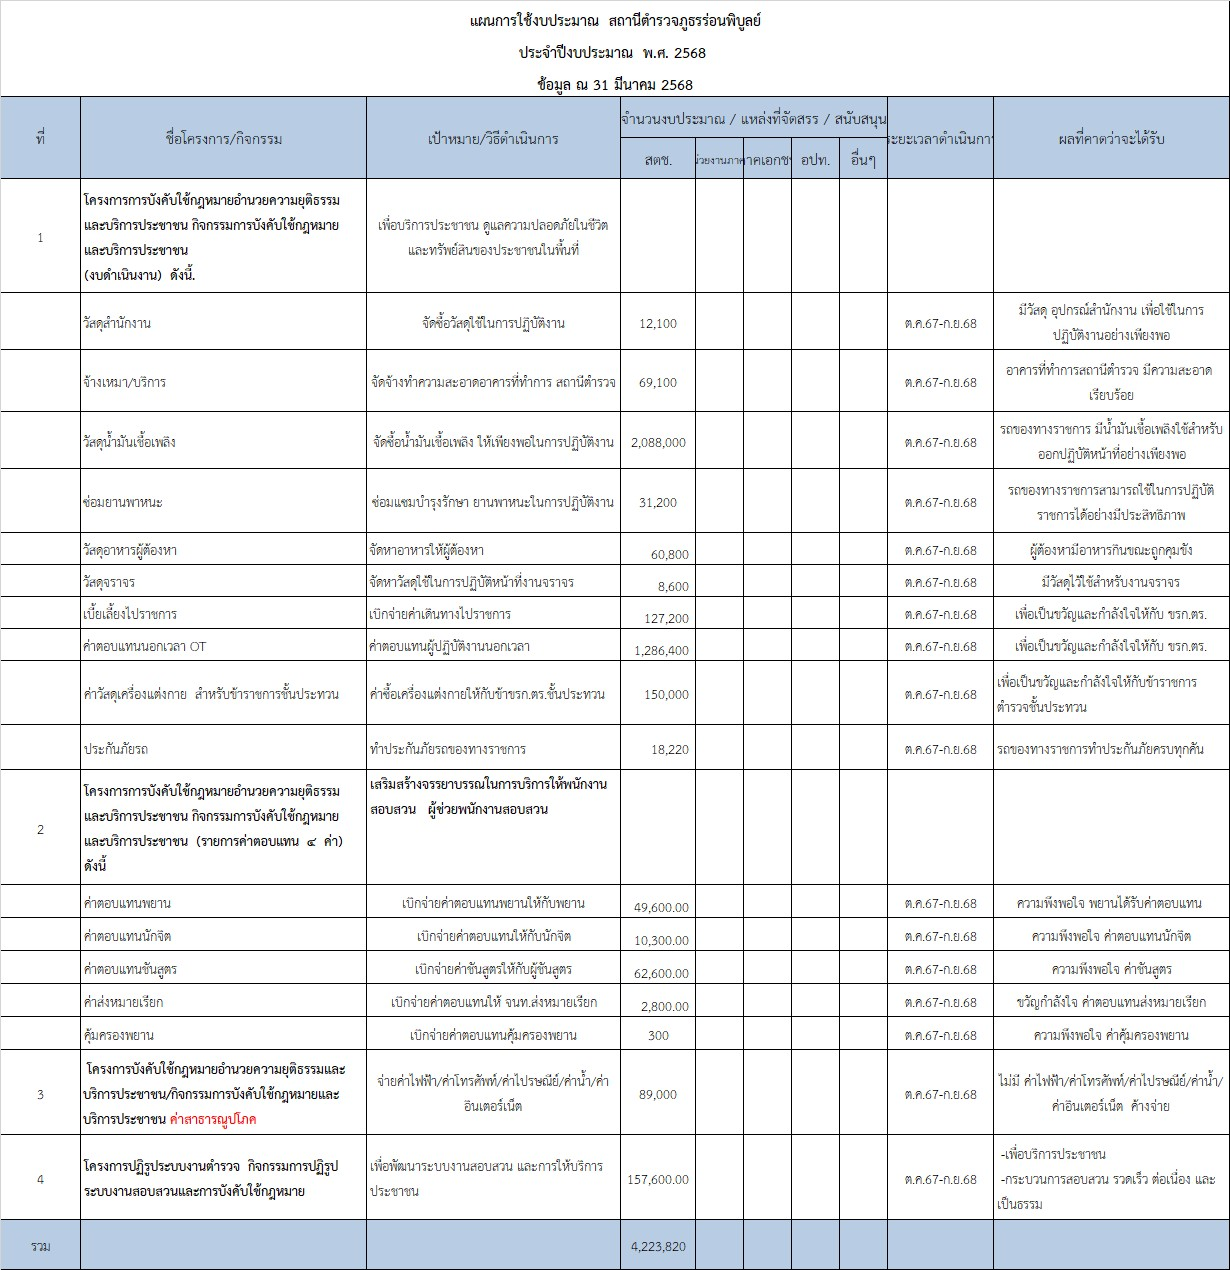 แผนการใช้งบประมาณ สถานีตำรวจภูธรร่อนพิบูลย์
ประจำปีงบประมาณ พ.ศ. 2568
ข้อมูล ณ 31 มีนาคม 2568
ที่ ชื่อโครงการ/กิจกรรม เป้าหมาย/วิธีดำเนินการ จำนวนงบประมาณ / แหล่งที่จัดสรร / สนับสนุน ระยะเวลาดำเนินการ ผลที่คาดว่าจะได้รับ
สตช. อปท. อื่นๆ
1
โครงการการบังคับใช้กฎหมายอำนวยความยุติธรรม
และบริการประชาชน กิจกรรมการบังคับใช้กฎหมาย
และบริการประชาชน
(งบดำเนินงาน) ดังนี้.
เพื่อบริการประชาชน ดูแลความปลอดภัยในชีวิต
และทรัพย์สินของประชาชนในพื้นที่
วัสดุสำนักงาน จัดซื้อวัสดุใช้ในการปฏิบัติงาน 12,100 ต.ค.67-ก.ย.68
มีวัสดุ อุปกรณ์สำนักงาน เพื่อใช้ในการ
ปฏิบัติงานอย่างเพียงพอ
จ้างเหมา/บริการ จัดจ้างทำความสะอาดอาคารที่ทำการ สถานีตำรวจ 69,100 ต.ค.67-ก.ย.68
อาคารที่ทำการสถานีตำรวจ มีความสะอาด
เรียบร้อย
วัสดุน้ำมันเชื้อเพลิง จัดซื้อน้ำมันเชื้อเพลิง ให้เพียงพอในการปฏิบัติงาน 2,088,000 ต.ค.67-ก.ย.68
รถของทางราชการ มีน้ำมันเชื้อเพลิงใช้สำหรับ
ออกปฏิบัติหน้าที่อย่างเพียงพอ
ซ่อมยานพาหนะ ซ่อมแซมบำรุงรักษา ยานพาหนะในการปฏิบัติงาน 31,200 ต.ค.67-ก.ย.68
รถของทางราชการสามารถใช้ในการปฏิบัติ
ราชการได้อย่างมีประสิทธิภาพ
วัสดุอาหารผู้ต้องหา จัดหาอาหารให้ผู้ต้องหา 60,800 ต.ค.67-ก.ย.68 ผู้ต้องหามีอาหารกินขณะถูกคุมขัง
วัสดุจราจร จัดหาวัสดุใช้ในการปฏิบัติหน้าที่งานจราจร 8,600 ต.ค.67-ก.ย.68 มีวัสดุไว้ใช้สำหรับงานจราจร
เบี้ยเลี้ยงไปราชการ เบิกจ่ายค่าเดินทางไปราชการ 127,200 ต.ค.67-ก.ย.68 เพื่อเป็นขวัญและกำลังใจให้กับ ขรก.ตร.
ค่าตอบแทนนอกเวลา OT ค่าตอบแทนผู้ปฏิบัติงานนอกเวลา 1,286,400 ต.ค.67-ก.ย.68 เพื่อเป็นขวัญและกำลังใจให้กับ ขรก.ตร.
ค่าวัสดุเครื่องแต่งกาย สำหรับข้าราชการชั้นประทวน ค่าซื้อเครื่องแต่งกายให้กับข้าขรก.ตร.ชั้นประทวน 150,000 ต.ค.67-ก.ย.68
เพื่อเป็นขวัญและกำลังใจให้กับข้าราชการ
ตำรวจชั้นประทวน
ประกันภัยรถ ทำประกันภัยรถของทางราชการ 18,220 ต.ค.67-ก.ย.68 รถของทางราชการทำประกันภัยครบทุกคัน
2
โครงการการบังคับใช้กฎหมายอำนวยความยุติธรรม
และบริการประชาชน กิจกรรมการบังคับใช้กฎหมาย
และบริการประชาชน (รายการค่าตอบแทน ๔ ค่า)
ดังนี้
เสริมสร้างจรรยาบรรณในการบริการให้พนักงาน
สอบสวน ผู้ช่วยพนักงานสอบสวน
ค่าตอบแทนพยาน เบิกจ่ายค่าตอบแทนพยานให้กับพยาน 49,600.00 ต.ค.67-ก.ย.68 ความพึงพอใจ พยานได้รับค่าตอบแทน
ค่าตอบแทนนักจิต เบิกจ่ายค่าตอบแทนให้กับนักจิต 10,300.00 ต.ค.67-ก.ย.68 ความพึงพอใจ ค่าตอบแทนนักจิต
ค่าตอบแทนชันสูตร เบิกจ่ายค่าชันสูตรให้กับผู้ชันสูตร 62,600.00 ต.ค.67-ก.ย.68 ความพึงพอใจ ค่าชันสูตร
ค่าส่งหมายเรียก เบิกจ่ายค่าตอบแทนให้ จนท.ส่งหมายเรียก 2,800.00 ต.ค.67-ก.ย.68 ขวัญกำลังใจ ค่าตอบแทนส่งหมายเรียก
คุ้มครองพยาน เบิกจ่ายค่าตอบแทนคุ้มครองพยาน 300 ต.ค.67-ก.ย.68 ความพึงพอใจ ค่าคุ้มครองพยาน
3
โครงการบังคับใช้กฎหมายอำนวยความยุติธรรมและ
บริการประชาชน/กิจกรรมการบังคับใช้กฎหมายและ
บริการประชาชน ค่าสาธารณูปโภค
จ่ายค่าไฟฟ้า/ค่าโทรศัพท์/ค่าไปรษณีย์/ค่าน้ำ/ค่า
อินเตอร์เน็ต
89,000 ต.ค.67-ก.ย.68
ไม่มี ค่าไฟฟ้า/ค่าโทรศัพท์/ค่าไปรษณีย์/ค่าน้ำ/
ค่าอินเตอร์เน็ต ค้างจ่าย
4
โครงการปฏิรูประบบงานตำรวจ กิจกรรมการปฏิรูป
ระบบงานสอบสวนและการบังคับใช้กฎหมาย
เพื่อพัฒนาระบบงานสอบสวน และการให้บริการ
ประชาชน
157,600.00 ต.ค.67-ก.ย.68
-เพื่อบริการประชาชน
-กระบวนการสอบสวน รวดเร็ว ต่อเนื่อง และ
เป็นธรรม
รวม 4,223,820